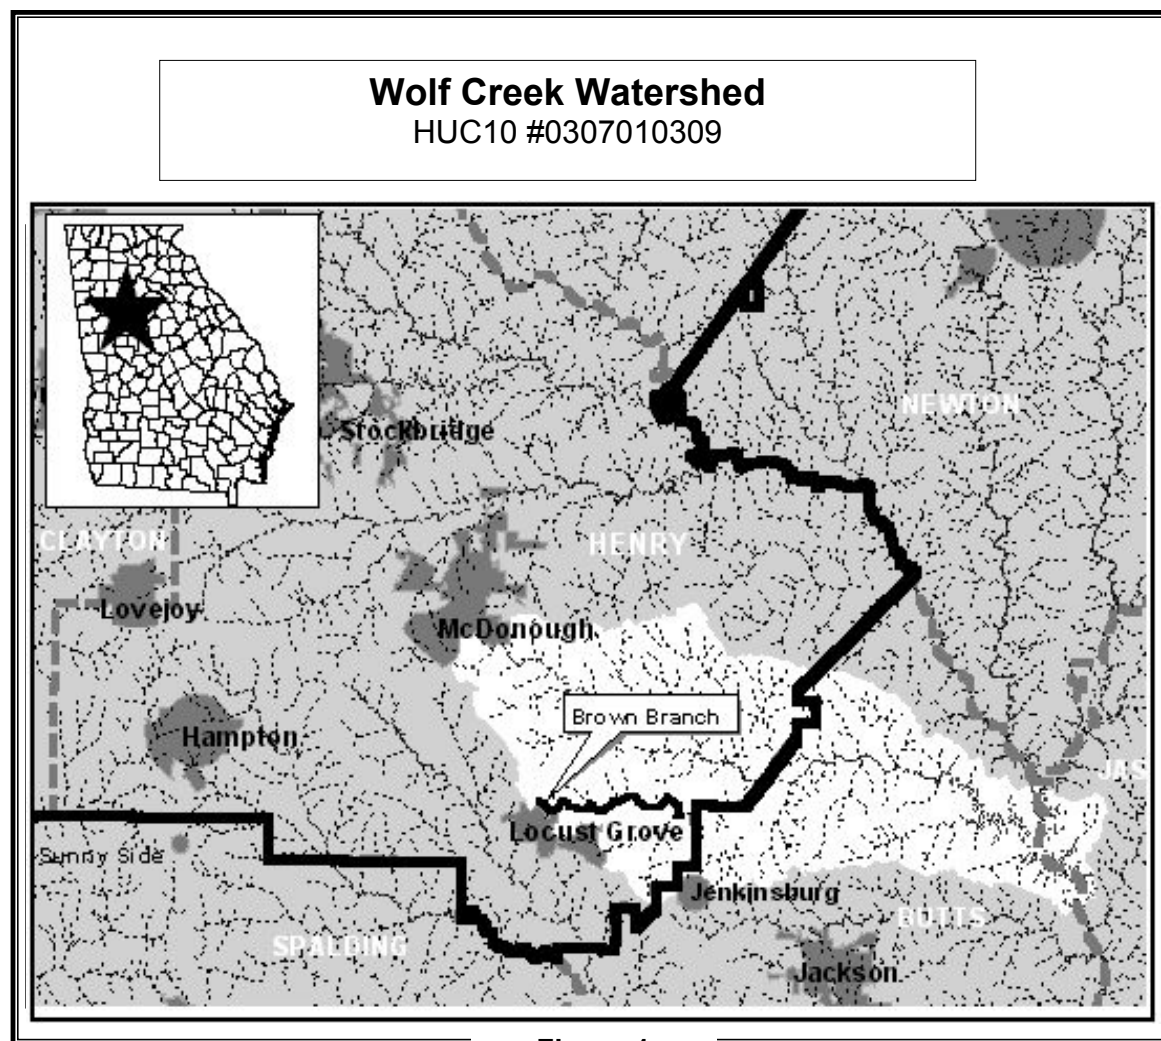 Wolf Creek Watershed
HUC10 #0307010309
NEWTON
Stockbridge
CLAYTON
HENRY
Lovejoy
McDonough
Brown Branch
Hampton
JAS
Locust Grove
Sunny Side
Jenkinsburg
BUTTS
SPALDING
Jackson